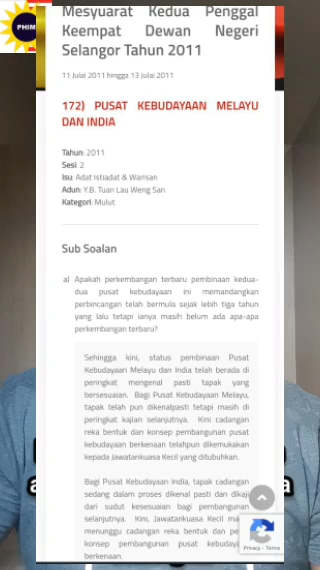 PHIM
Mesyuarat Kedua Penggal
Keempat Dewan Negeri
Selangor Tahun 2011
11 Julai 2011 hingga 13 Julai 2011
172) PUSAT KEBUDAYAAN MELAYU
DAN INDIA
Tahun: 2011
Sesi: 2
Isu: Adat Istiadat & Warisan
Adun: Y.B. Tuan Lau Weng San
Kategori: Mulut
Sub Soalan
a) Apakah perkembangan terbaru pembinaan kedua-
dua pusat kebudayaan ini memandangkan
perbincangan telah bermula sejak lebih tiga tahun
yang lalu tetapi ianya masih belum ada apa-apa
perkembangan terbaru?
Sehingga kini, status pembinaan Pusat
Kebudayaan Melayu dan India telah berada di
peringkat mengenal pasti tapak yang
bersesuaian. Bagi Pusat Kebudayaan Melayu,
tapak telah pun dikenalpasti tetapi masih di
peringkat kajian selanjutnya. Kini cadangan
reka bentuk dan konsep pembangunan pusat
kebudayaan berkenaan telahpun dikemukakan
kepada Jawatankuasa Kecil yang ditubuhkan.
Bagi Pusat Kebudayaan India, tapak cadangan
sedang dalam proses dikenal pasti dan dikaji
dari sudut kesesuaian bagi pembangunan
selanjutnya. Kini, Jawatankuasa Kecil
menunggu cadangan reka bentuk dan
konsep pembangunan pusat
berkenaan.
Privacy - Terms